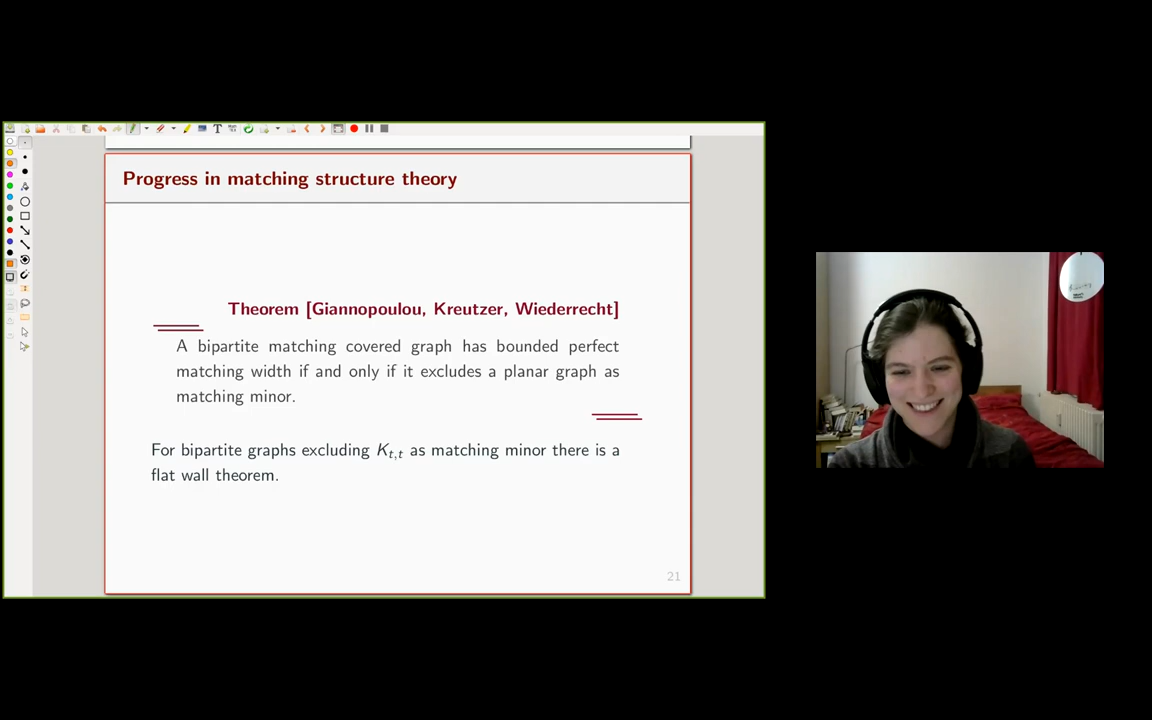 Progress in matching structure theory
Theorem [Giannopoulou, Kreutzer, Wiederrecht]
A bipartite matching covered graph has bounded perfect
matching width if and only if it excludes a planar graph as
matching minor.
For bipartite graphs excluding K_{t,t} as matching minor there is a
flat wall theorem.
21